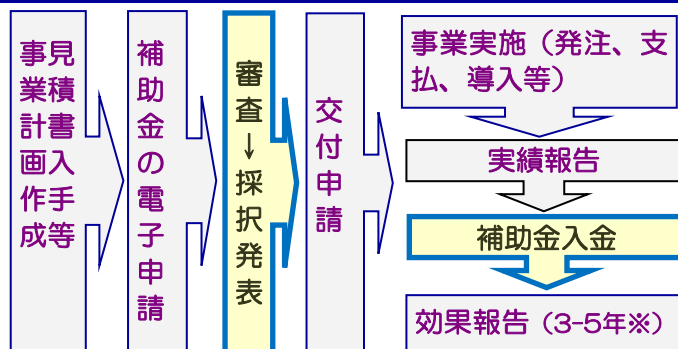 見積書入手等
事業計画作成
補助金の電子申請
審査→採択発表
交付申請
事業実施（発注、支
払、導入等）
実績報告
補助金入金
効果報告（3-5年※）